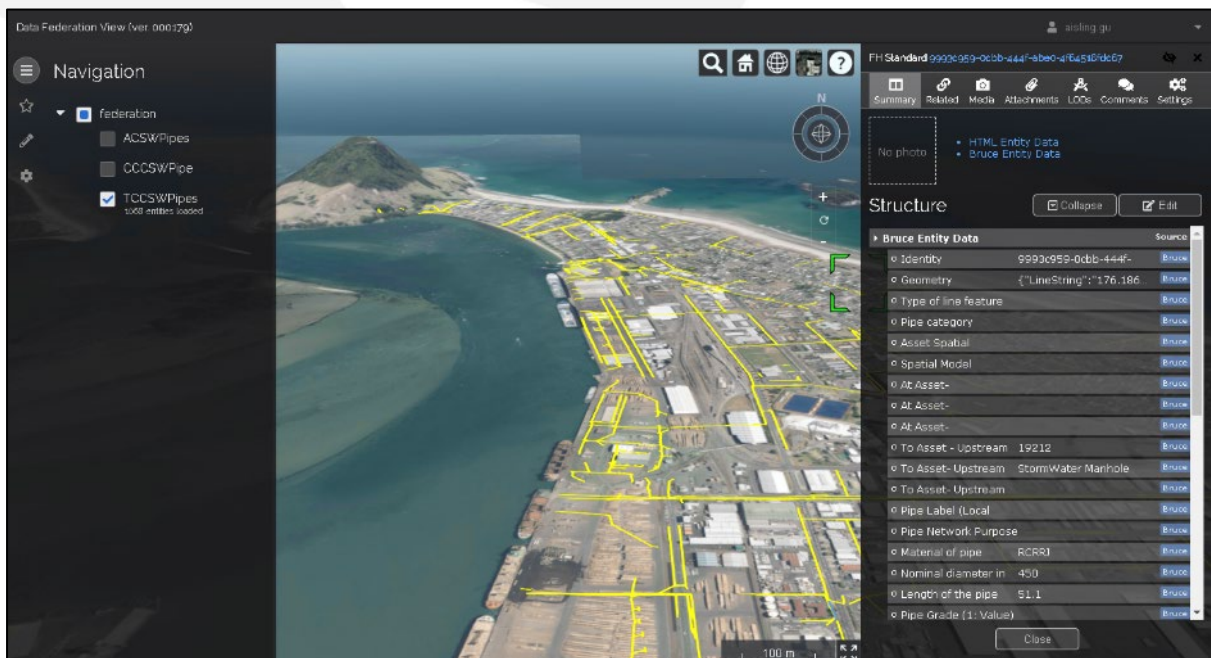 Data Federation View (ver. 000179)
aisling.gu
Navigation
federation
ACSWPipes
CCCSWPipe
TCCSWPipes
1668 entities loaded
N
+
-
100 m
FH Standard 9993c959-0cbb-444f-abe0-4f64518fdc67
Summary Related Media Attachments LODs Comments Settings
No photo
HTML Entity Data
Bruce Entity Data
Structure
Collapse
Edit
Bruce Entity Data Source
Identity 9993c959-0cbb-444f- Bruce
Geometry {"LineString":"176.186 Bruce
Type of line feature Bruce
Pipe category Bruce
Asset Spatial Bruce
Spatial Model Bruce
At Asset- Bruce
At Asset- Bruce
At Asset- Bruce
To Asset - Upstream 19212 Bruce
To Asset- Upstream StormWater Manhole Bruce
To Asset- Upstream Bruce
Pipe Label (Local Bruce
Pipe Network Purpose Bruce
Material of pipe RCRRJ Bruce
Nominal diameter in 450 Bruce
Length of the pipe 51.1 Bruce
Pipe Grade (1: Value) Bruce
Close